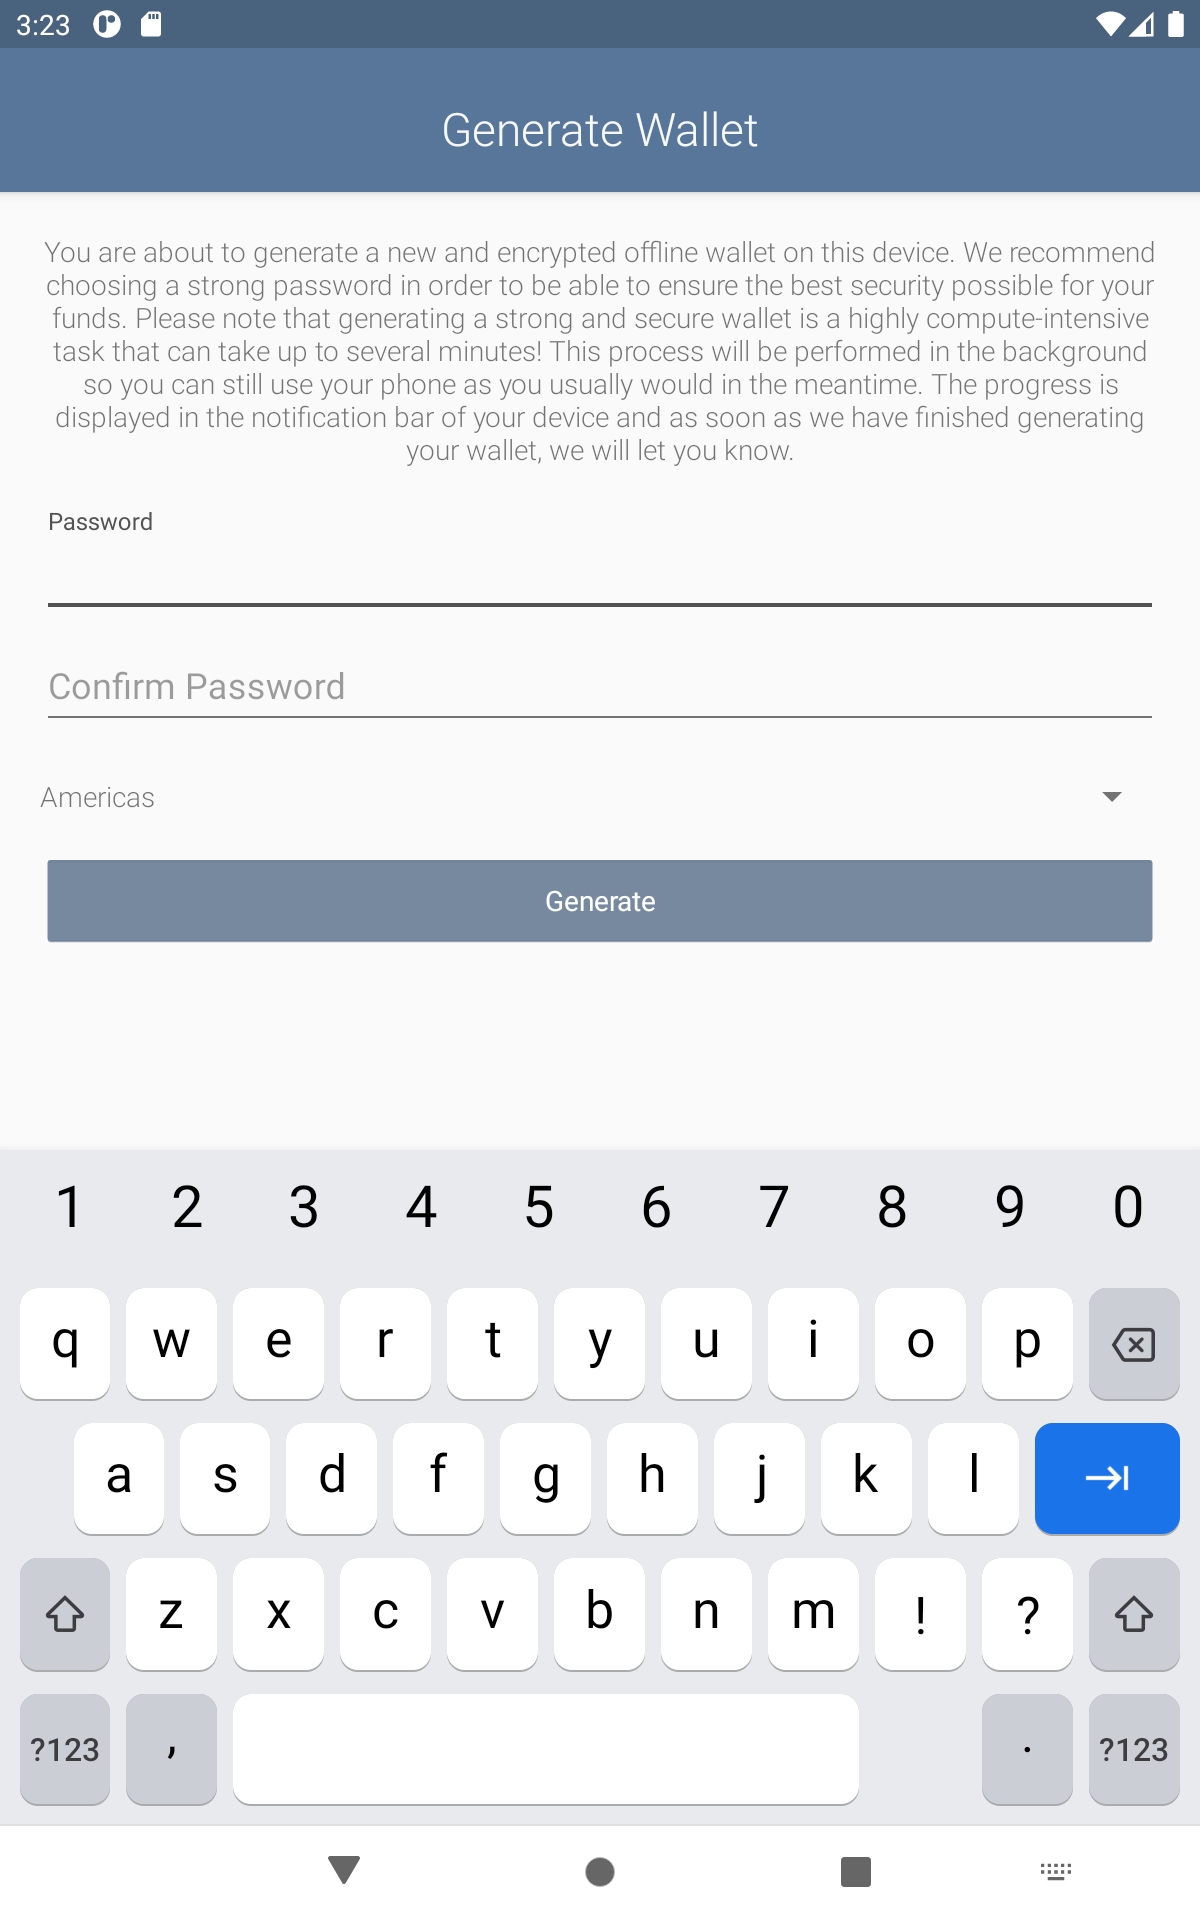 3:23
Generate Wallet
You are about to generate a new and encrypted offline wallet on this device. We recommend
choosing a strong password in order to be able to ensure the best security possible for your
funds. Please note that generating a strong and secure wallet is a highly compute-intensive
task that can take up to several minutes! This process will be performed in the background
so you can still use your phone as you usually would in the meantime. The progress is
displayed in the notification bar of your device and as soon as we have finished generating
your wallet, we will let you know.
Password
Confirm Password
Americas
Generate
1 2 3 4 5 6 7 8 9 0
q w e r t y u i o p
a s d f g h j k l
z x c v b n m ! ?
?123 , . ?123